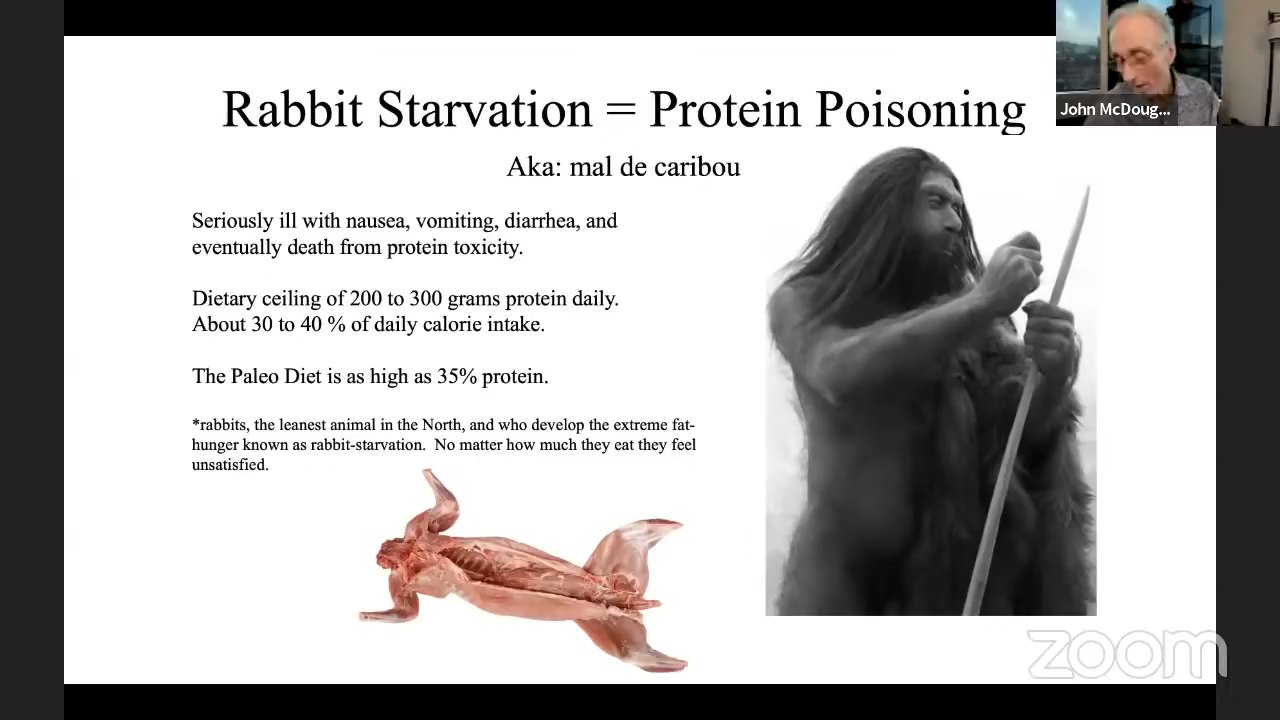 Rabbit Starvation = Protein Poisoning
John McDoug...
Aka: mal de caribou
Seriously ill with nausea, vomiting, diarrhea, and
eventually death from protein toxicity.
Dietary ceiling of 200 to 300 grams protein daily.
About 30 to 40 % of daily calorie intake.
The Paleo Diet is as high as 35% protein.
*rabbits, the leanest animal in the North, and who develop the extreme fat-
hunger known as rabbit-starvation.  No matter how much they eat they feel
unsatisfied.
zoom